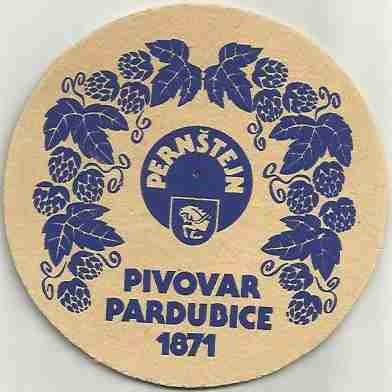 PERNŠTEJN
PIVOVAR
PARDUBICE
1871